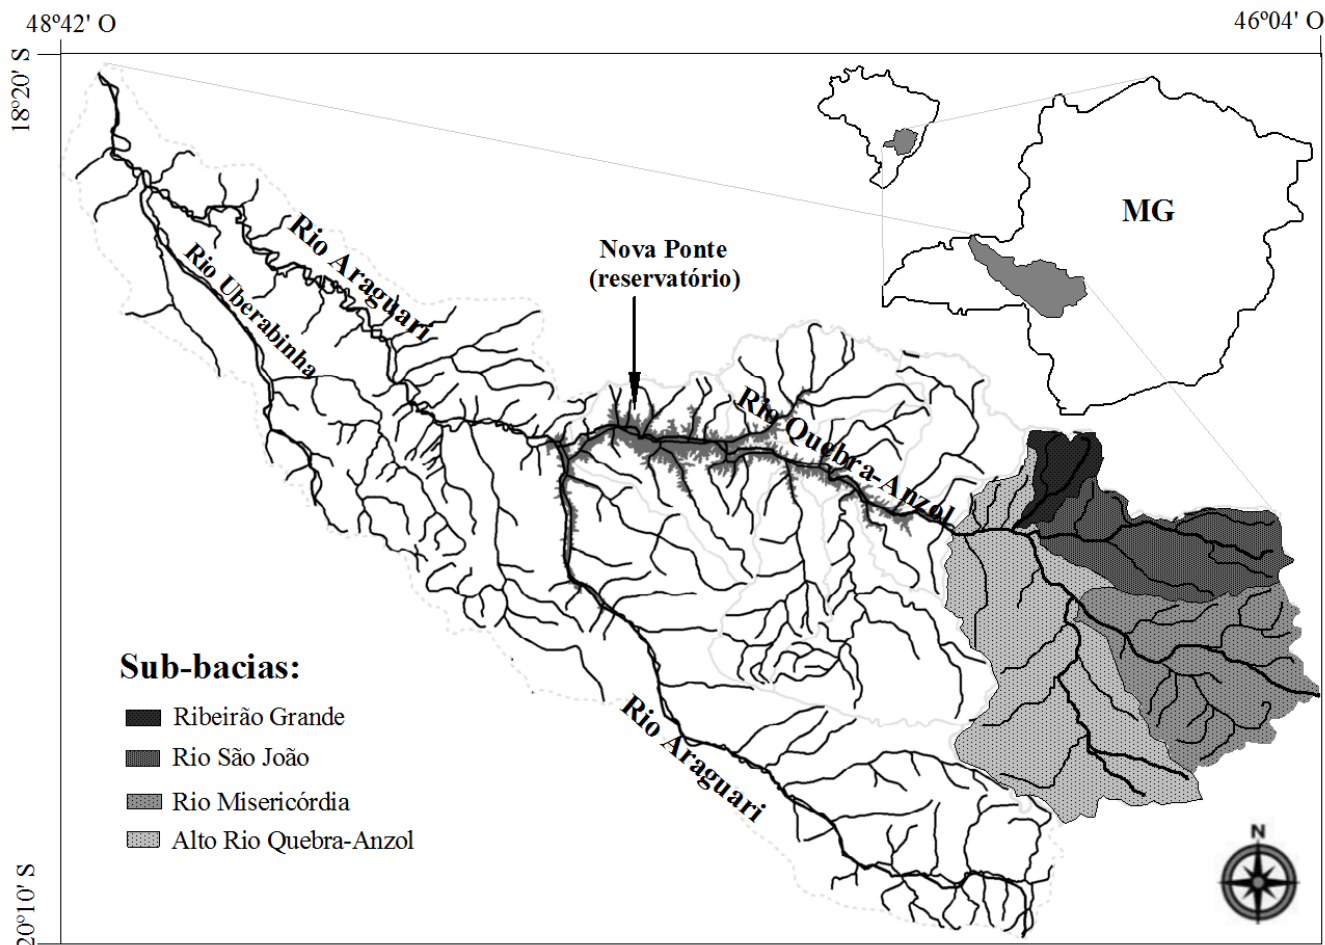 48º42' O
46º04' O
18º20' S
MG
Rio Araguari
Rio Uberabinha
Nova Ponte
(reservatório)
Rio Quebra-Anzol
Rio Araguari
Sub-bacias:
Ribeirão Grande
Rio São João
Rio Misericórdia
Alto Rio Quebra-Anzol
N
20º10' S